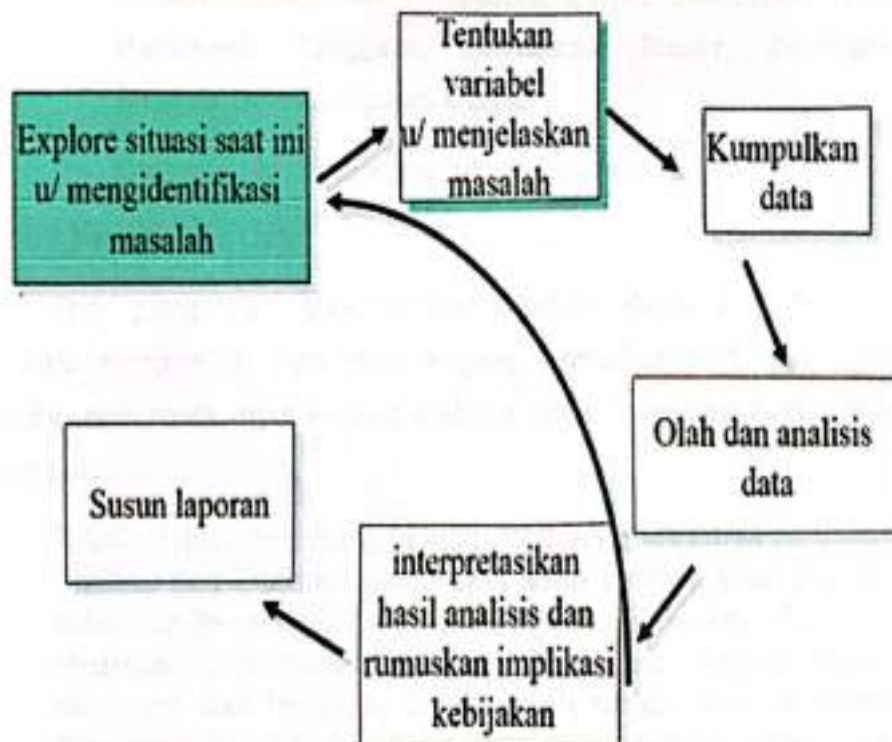 Explore situasi saat ini
u/ mengidentifikasi
masalah
Tentukan
variabel
u/ menjelaskan
masalah
Kumpulkan
data
Olah dan analisis
data
interpretasikan
hasil analisis dan
rumuskan implikasi
kebijakan
Susun laporan